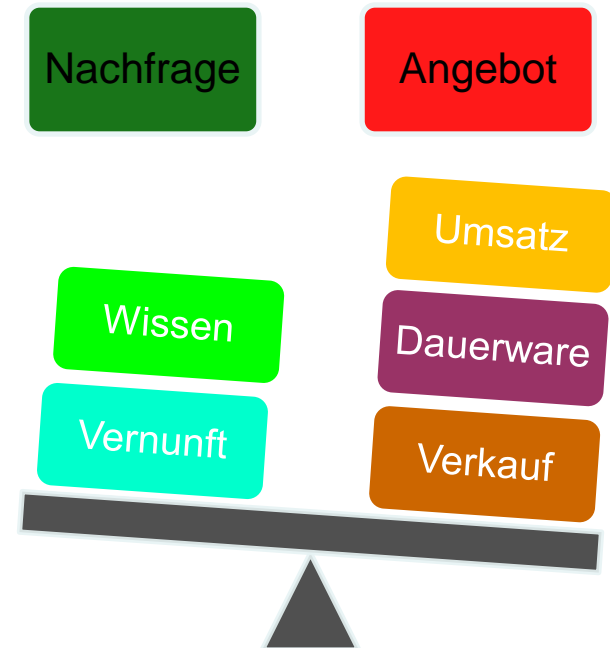 Nachfrage
Angebot
Umsatz
Wissen
Dauerware
Vernunft
Verkauf